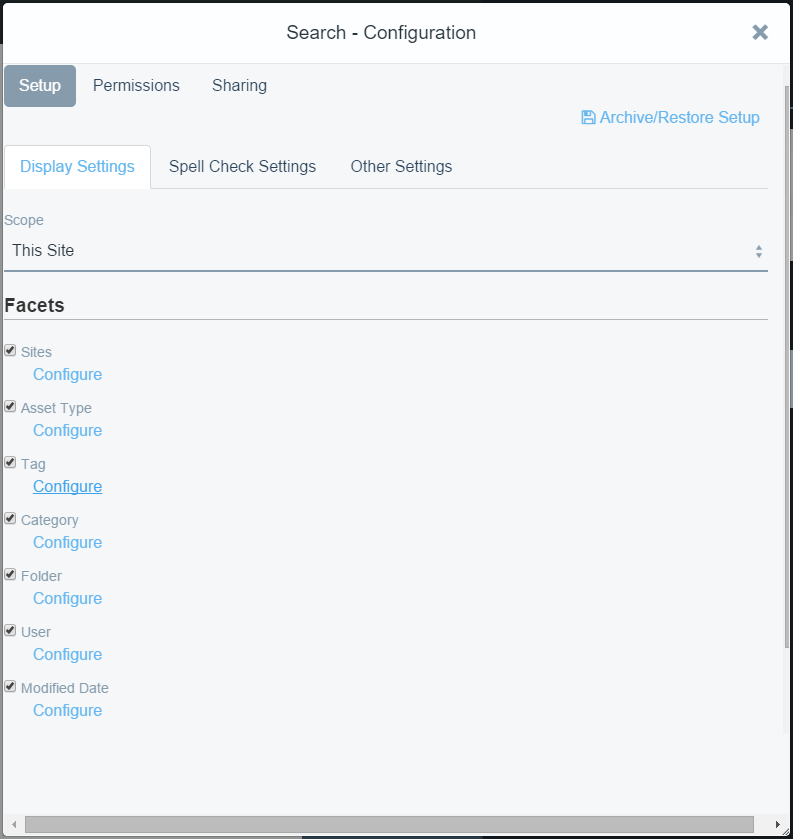 Search - Configuration
Setup Permissions Sharing
Archive/Restore Setup
Display Settings Spell Check Settings Other Settings
Scope
This Site
Facets
Sites
Configure
Asset Type
Configure
Tag
Configure
Category
Configure
Folder
Configure
User
Configure
Modified Date
Configure